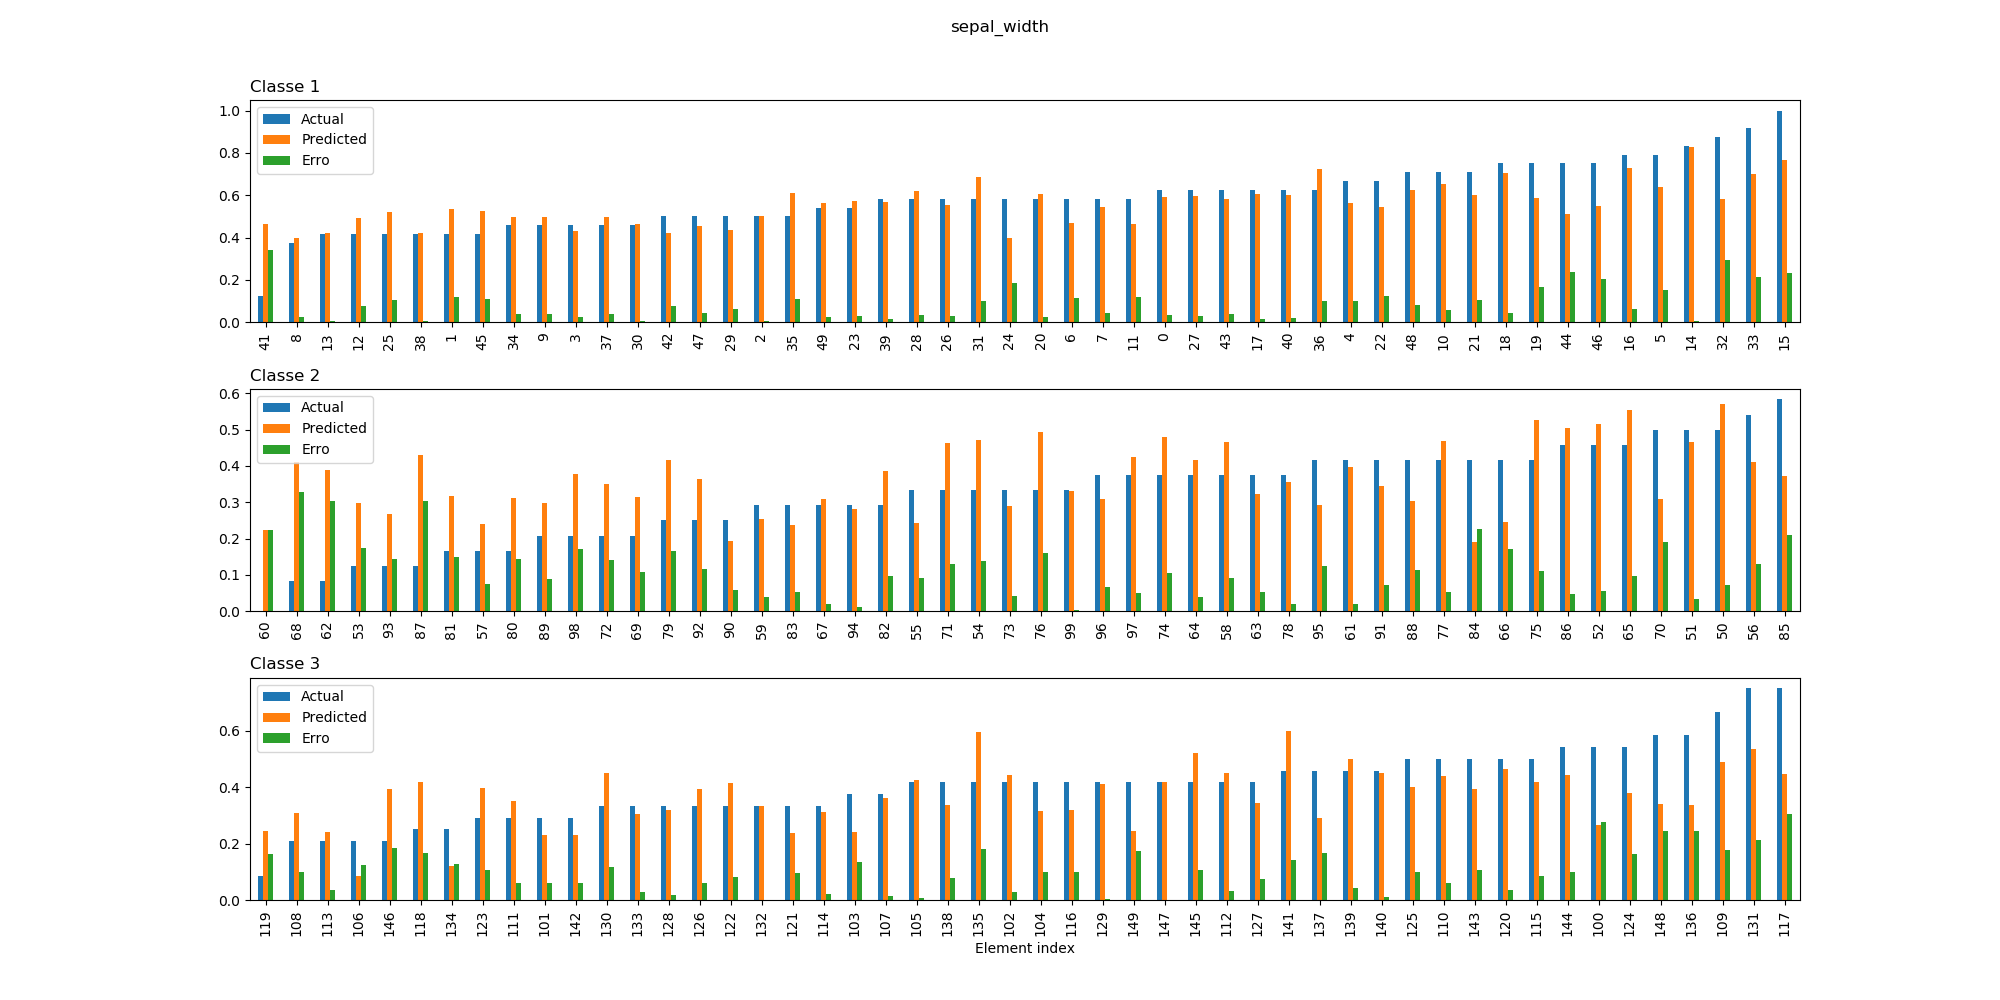 sepal_width
Classe 1
1.0
0.8
0.6
0.4
0.2
0.0
Actual
Predicted
Erro
41 8 13 12 25 38 1 45 34 9 3 37 30 42 47 29 2 35 49 23 39 28 26 31 24 20 6 7 11 0 27 43 17 40 36 4 22 48 10 21 18 19 44 46 16 5 14 32 33 15
Classe 2
0.6
0.5
0.4
0.3
0.2
0.1
0.0
Actual
Predicted
Erro
60 68 62 53 93 87 81 57 80 89 98 72 69 79 92 90 59 83 67 94 82 55 71 54 73 76 99 96 97 74 64 58 63 78 95 61 91 88 77 84 66 75 86 52 65 70 51 50 56 85
Classe 3
0.6
0.4
0.2
0.0
Actual
Predicted
Erro
119 108 113 106 146 118 134 123 111 101 142 130 133 128 126 122 132 121 114 103 107 105 138 135 102 104 116 129 149 147 145 112 127 141 137 139 140 125 110 143 120 115 144 100 124 148 136 109 131 117
Element index